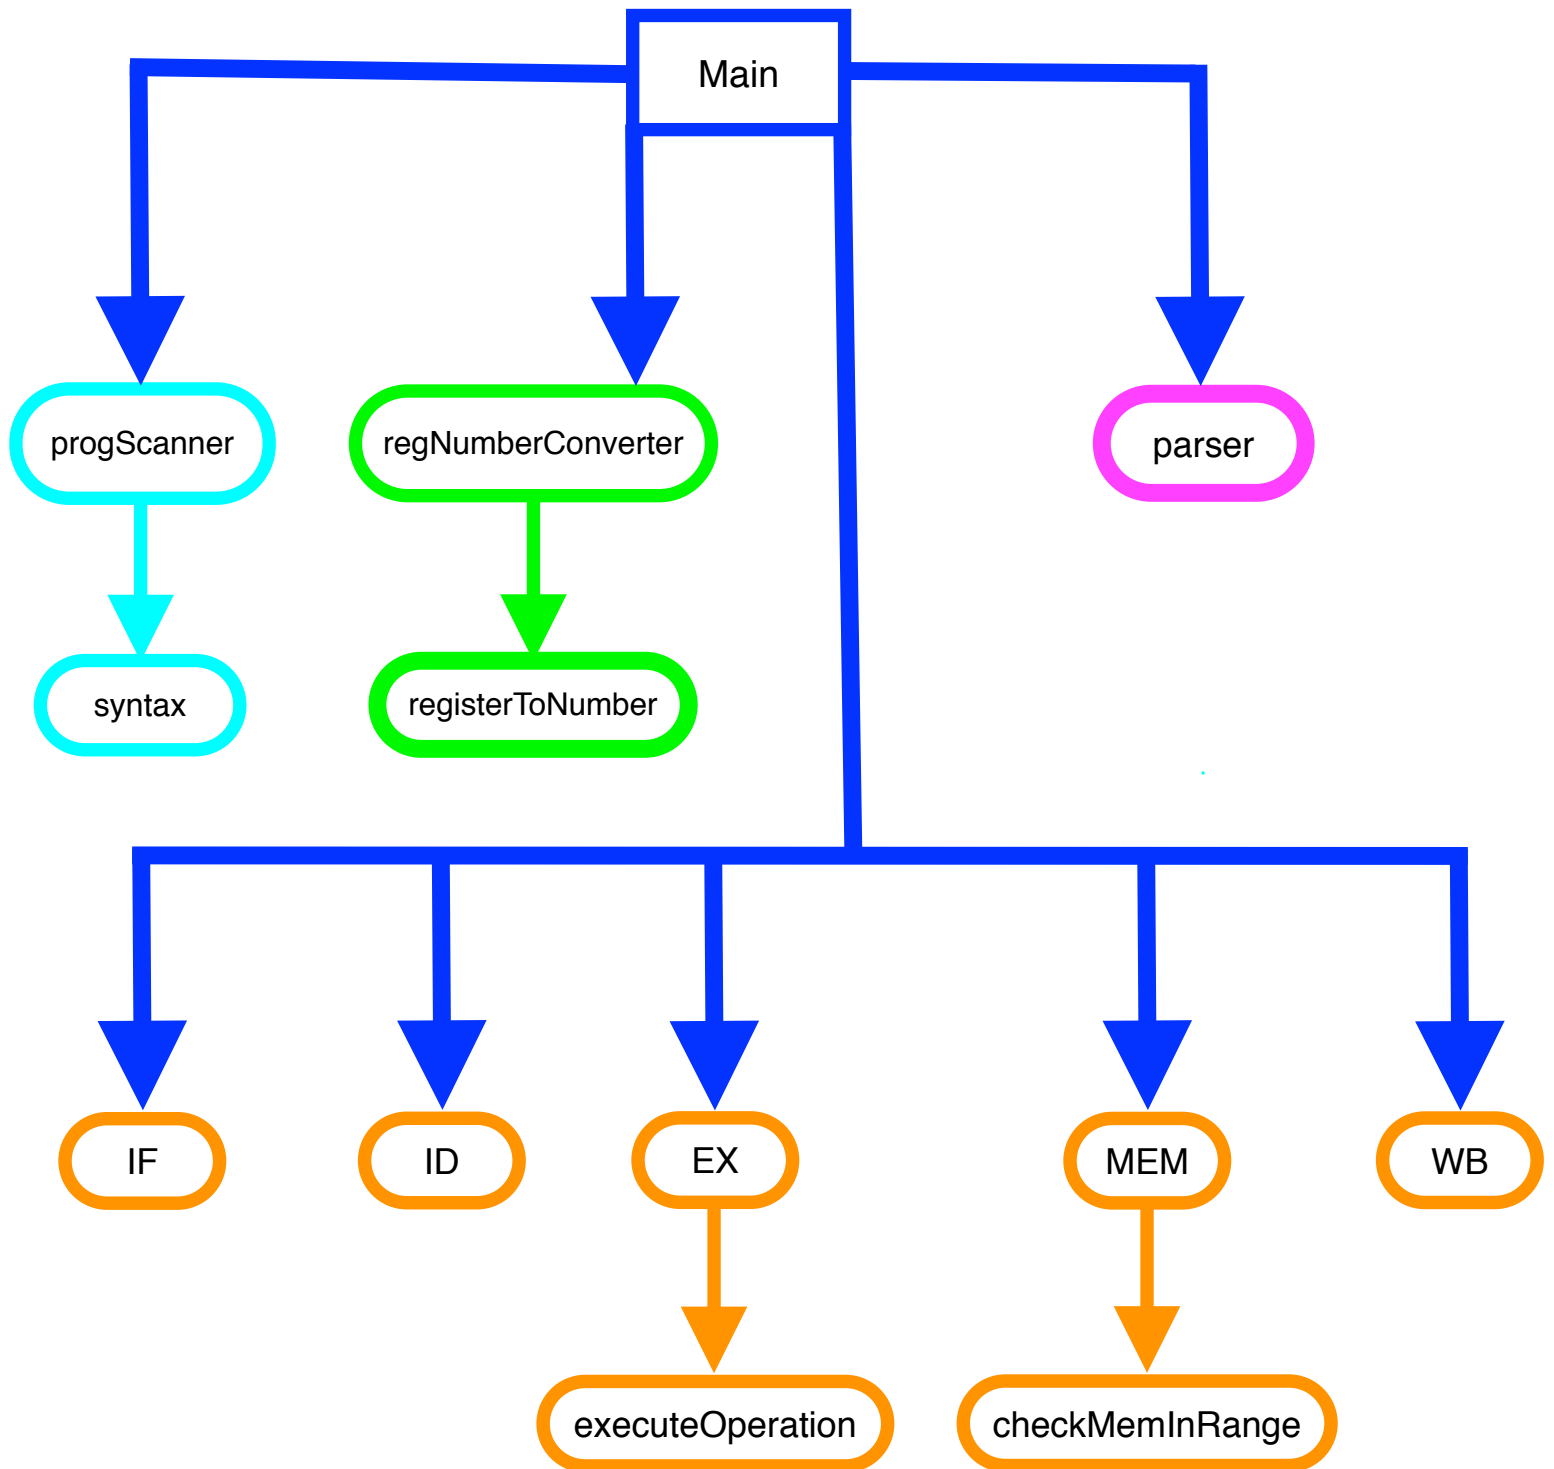 Main
progScanner
regNumberConverter
parser
syntax
registerToNumber
IF
ID
EX
MEM
WB
executeOperation
checkMemInRange